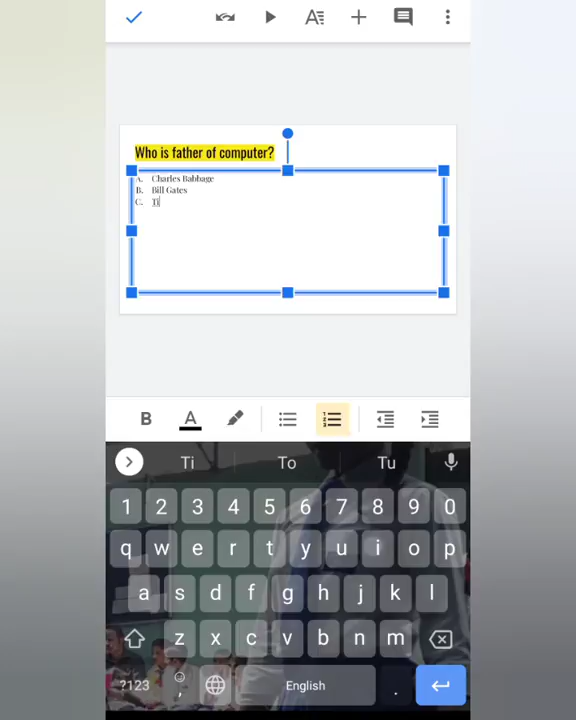 Who is father of computer?
A. Charles Babbage
B. Bill Gates
C. Ti
B A
Ti To Tu
1 2 3 4 5 6 7 8 9 0
q w e r t y u i o p
a s d f g h j k l
z x c v b n m
?123 , English .